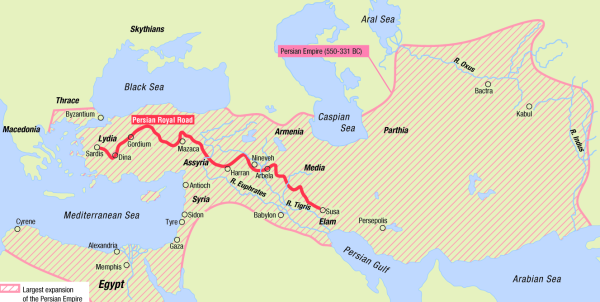 Aral Sea
Skythians
Persian Empire (550-331 BC)
R. Oxus
Black Sea
Bactra
Thrace
Byzantium
Persian Royal Road
Caspian
Sea
Kabul
Macedonia
Armenia
Parthia
R. Indus
Lydia
Gordium
Sardis
Dina
Mazaca
Assyria
Nineveh
Media
Harran
Arbela
Antioch
R. Euphrates
Syria
R. Tigris
Susa
Mediterranean Sea
Sidon
Babylon
Elam
Cyrene
Tyre
Persepolis
Alexandria
Gaza
Persian Gulf
Memphis
Arabian Sea
Egypt
Largest expansion
of the Persian Empire